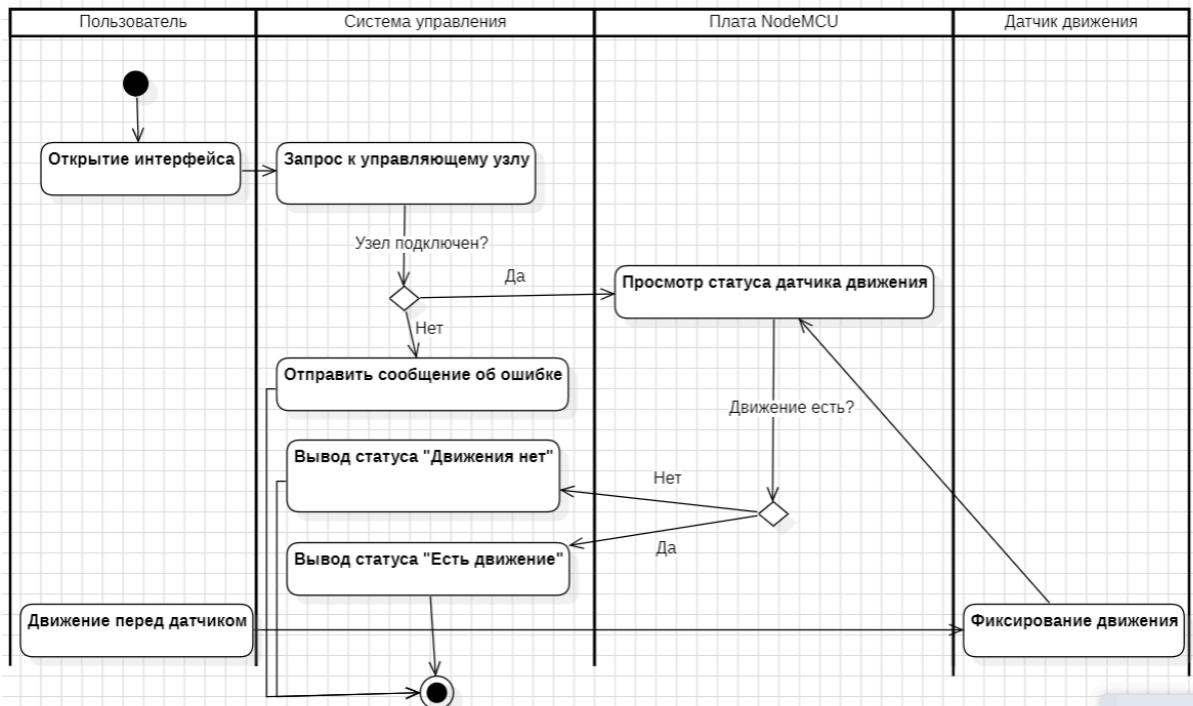 Пользователь
Система управления
Плата NodeMCU
Датчик движения
Открытие интерфейса
Запрос к управляющему узлу
Узел подключен?
Да
Просмотр статуса датчика движения
Нет
Отправить сообщение об ошибке
Движение есть?
Вывод статуса "Движения нет"
Нет
Да
Вывод статуса "Есть движение"
Движение перед датчиком
Фиксирование движения